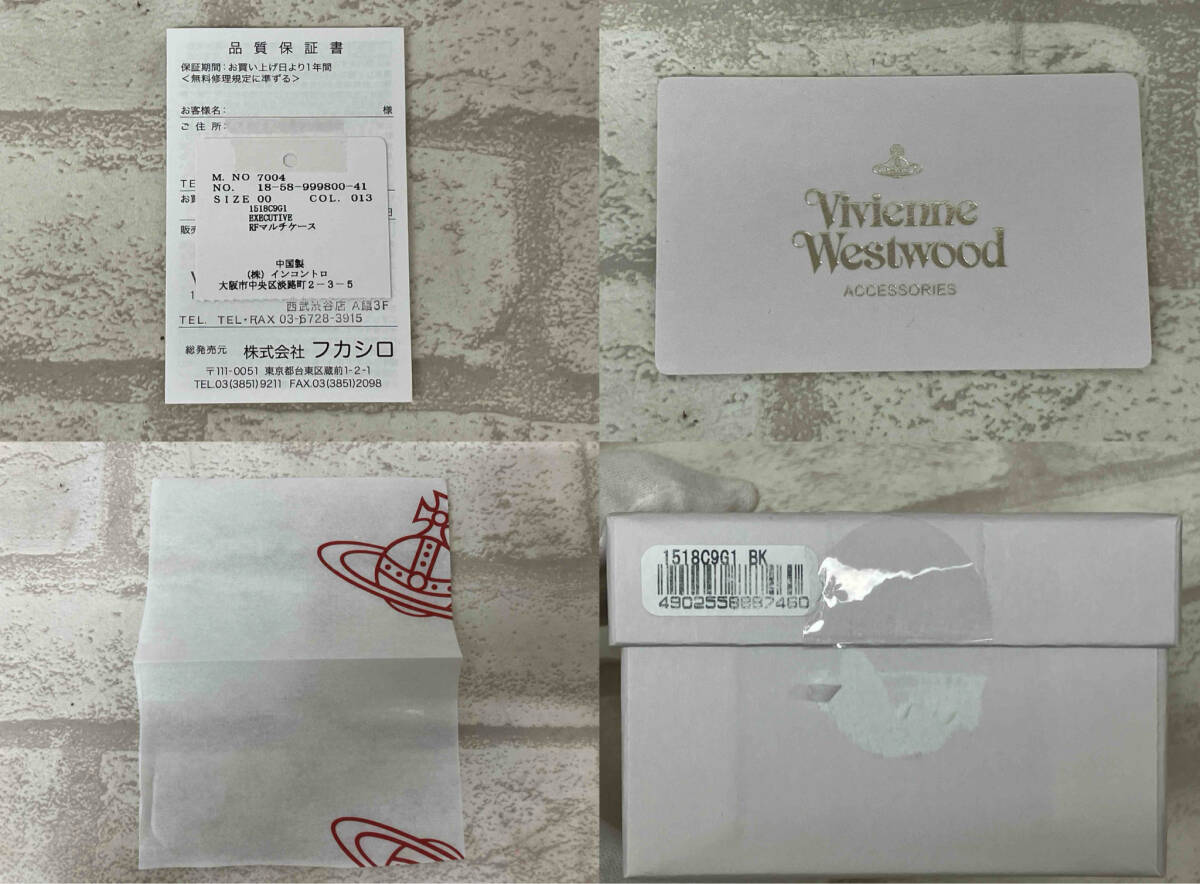 品質保証書
保証期間：お買い上げ日より1年間
＜無料修理規定に準ずる＞
お客様名：　様
ご住所：
M. NO 7004
NO. 18-58-999800-41
SIZE 00 COL. 013
1518C9G1
EXECUTIVE
RFマルチケース
中国製
(株) インコントロ
大阪市中央区淡路町2-3-5
西武渋谷店 A館3F
TEL. TEL・FAX 03-5728-3915
総発売元 株式会社 フカシロ
〒111-0051 東京都台東区蔵前1-2-1
TEL.03(3851)9211 FAX.03(3851)2098
Vivienne
Westwood
ACCESSORIES
1518C9G1 BK